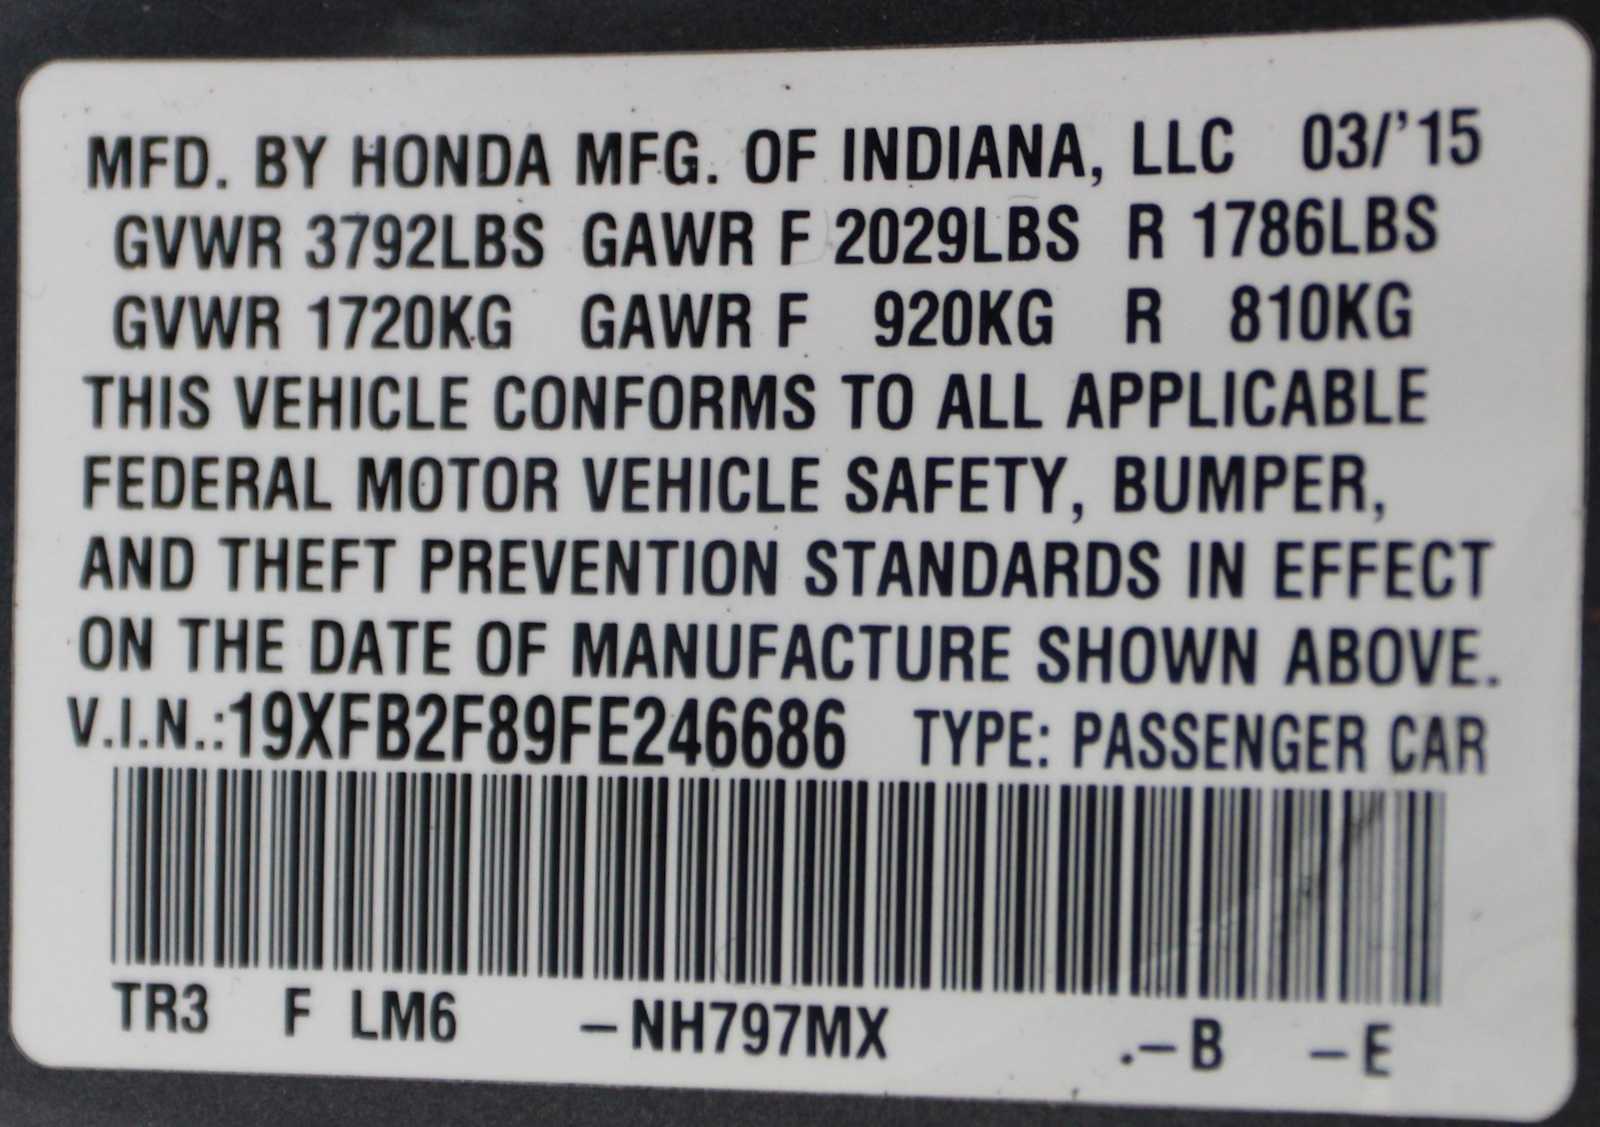 MFD. BY HONDA MFG. OF INDIANA, LLC 03/'15
GVWR 3792LBS GAWR F 2029LBS R 1786LBS
GVWR 1720KG GAWR F 920KG R 810KG
THIS VEHICLE CONFORMS TO ALL APPLICABLE
FEDERAL MOTOR VEHICLE SAFETY, BUMPER,
AND THEFT PREVENTION STANDARDS IN EFFECT
ON THE DATE OF MANUFACTURE SHOWN ABOVE.
V.I.N.:19XFB2F89FE246686 TYPE: PASSENGER CAR
TR3 F LM6 –NH797MX .–B –E